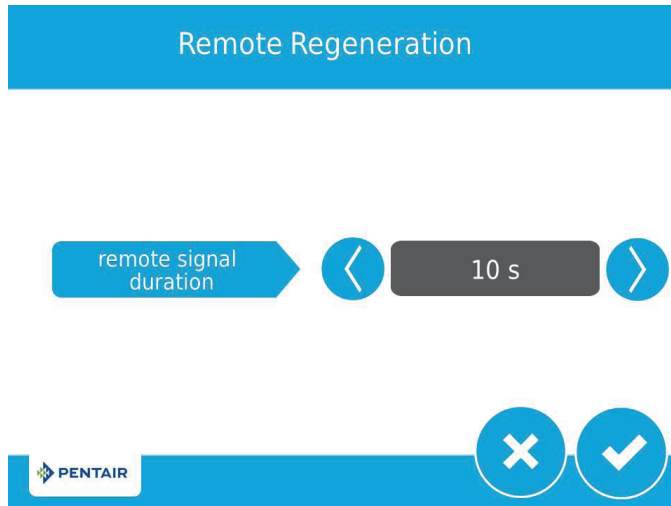 Remote Regeneration
remote signal
duration
10 s
PENTAIR